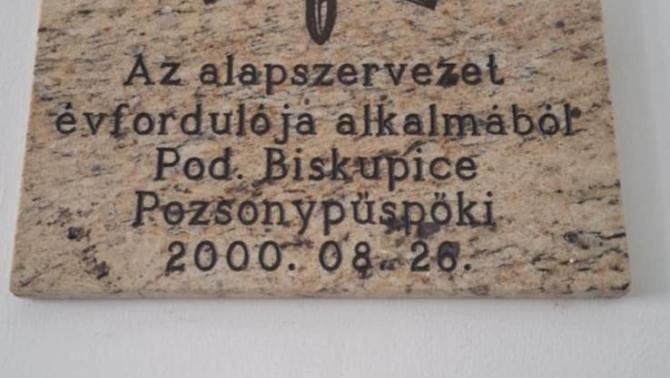 Az alapszervezet
évfordulója alkalmából
Pod. Biskupice
Pozsonypüspöki
2000. 08. 26.